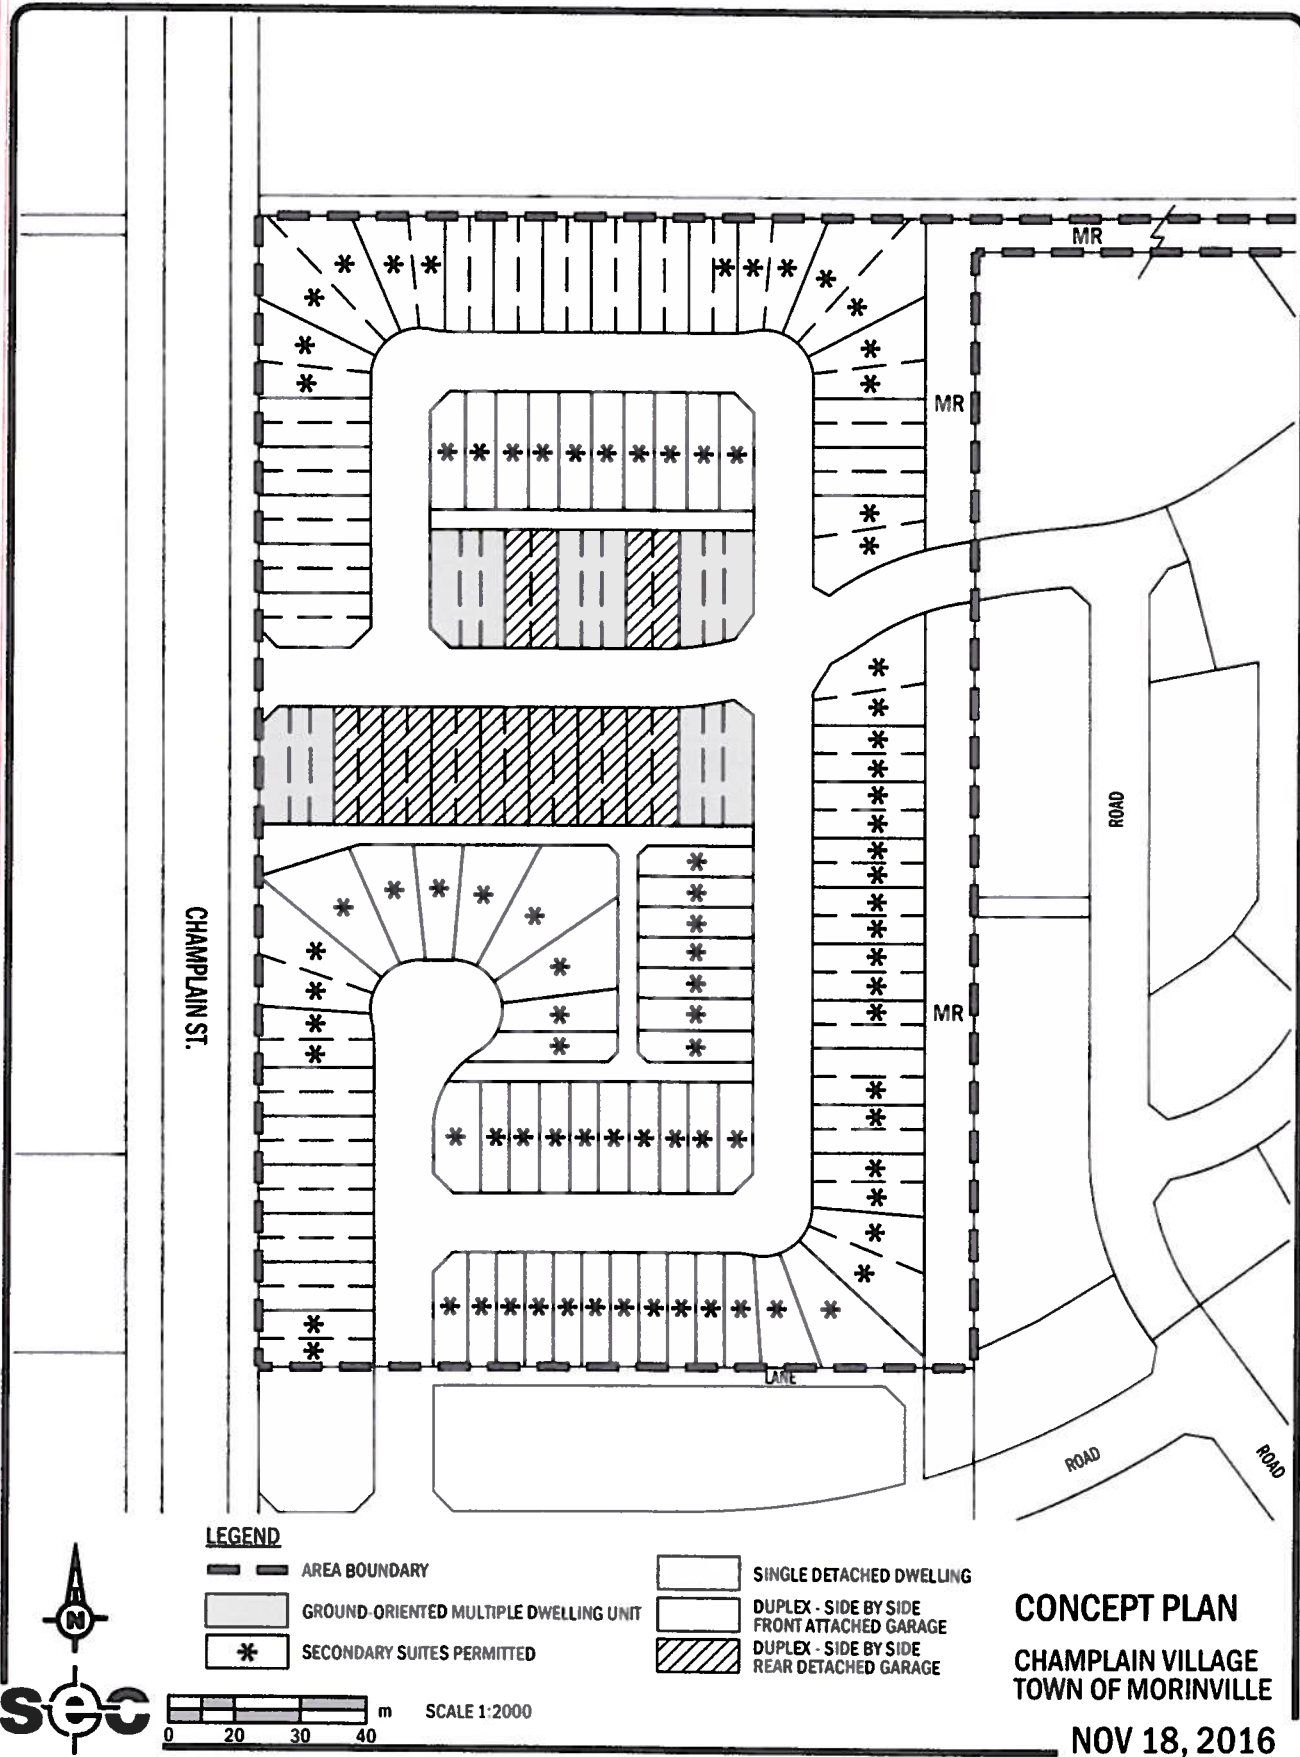 MR
MR
ROAD
CHAMPLAIN ST.
MR
LANE
ROAD
ROAD
LEGEND
AREA BOUNDARY
GROUND-ORIENTED MULTIPLE DWELLING UNIT
SECONDARY SUITES PERMITTED
SINGLE DETACHED DWELLING
DUPLEX - SIDE BY SIDE
FRONT ATTACHED GARAGE
DUPLEX - SIDE BY SIDE
REAR DETACHED GARAGE
CONCEPT PLAN
CHAMPLAIN VILLAGE
TOWN OF MORINVILLE
NOV 18, 2016
N
sec
m
SCALE 1:2000
0 20 30 40